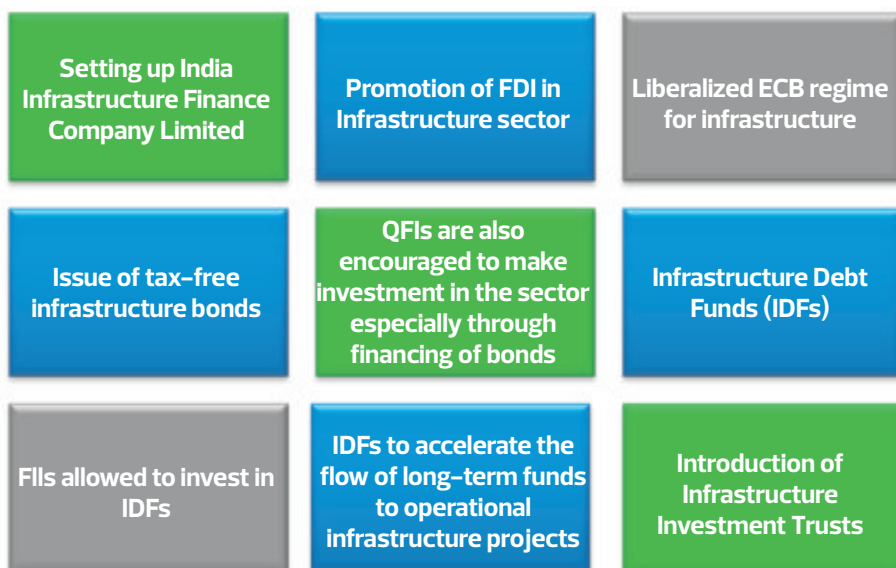 Setting up India
Infrastructure Finance
Company Limited
Promotion of FDI in
Infrastructure sector
Liberalized ECB regime
for infrastructure
Issue of tax-free
infrastructure bonds
QFIs are also
encouraged to make
investment in the sector
especially through
financing of bonds
Infrastructure Debt
Funds (IDFs)
FIIs allowed to invest in
IDFs
IDFs to accelerate the
flow of long-term funds
to operational
infrastructure projects
Introduction of
Infrastructure
Investment Trusts